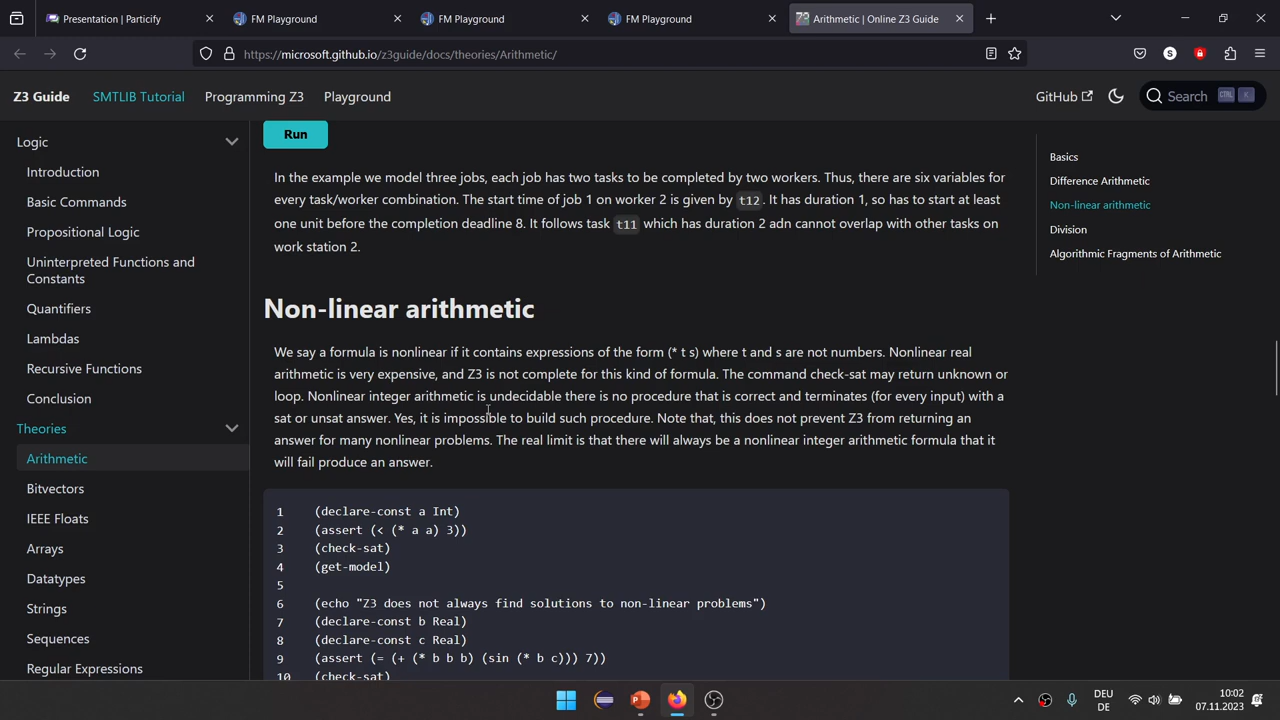 Presentation | Particify
FM Playground
FM Playground
FM Playground
Arithmetic | Online Z3 Guide
https://microsoft.github.io/z3guide/docs/theories/Arithmetic/
Z3 Guide
SMTLIB Tutorial
Programming Z3
Playground
GitHub
Search
CTRL K
Logic
Introduction
Basic Commands
Propositional Logic
Uninterpreted Functions and
Constants
Quantifiers
Lambdas
Recursive Functions
Conclusion
Theories
Arithmetic
Bitvectors
IEEE Floats
Arrays
Datatypes
Strings
Sequences
Regular Expressions
Run
In the example we model three jobs, each job has two tasks to be completed by two workers. Thus, there are six variables for
every task/worker combination. The start time of job 1 on worker 2 is given by t12. It has duration 1, so has to start at least
one unit before the completion deadline 8. It follows task t11 which has duration 2 adn cannot overlap with other tasks on
work station 2.
Non-linear arithmetic
We say a formula is nonlinear if it contains expressions of the form (* t s) where t and s are not numbers. Nonlinear real
arithmetic is very expensive, and Z3 is not complete for this kind of formula. The command check-sat may return unknown or
loop. Nonlinear integer arithmetic is undecidable there is no procedure that is correct and terminates (for every input) with a
sat or unsat answer. Yes, it is impossible to build such procedure. Note that, this does not prevent Z3 from returning an
answer for many nonlinear problems. The real limit is that there will always be a nonlinear integer arithmetic formula that it
will fail produce an answer.
1 (declare-const a Int)
2 (assert (< (* a a) 3))
3 (check-sat)
4 (get-model)
5
6 (echo "Z3 does not always find solutions to non-linear problems")
7 (declare-const b Real)
8 (declare-const c Real)
9 (assert (= (+ (* b b b) (sin (* b c))) 7))
10 (check-sat)
Basics
Difference Arithmetic
Non-linear arithmetic
Division
Algorithmic Fragments of Arithmetic
DEU
DE
10:02
07.11.2023